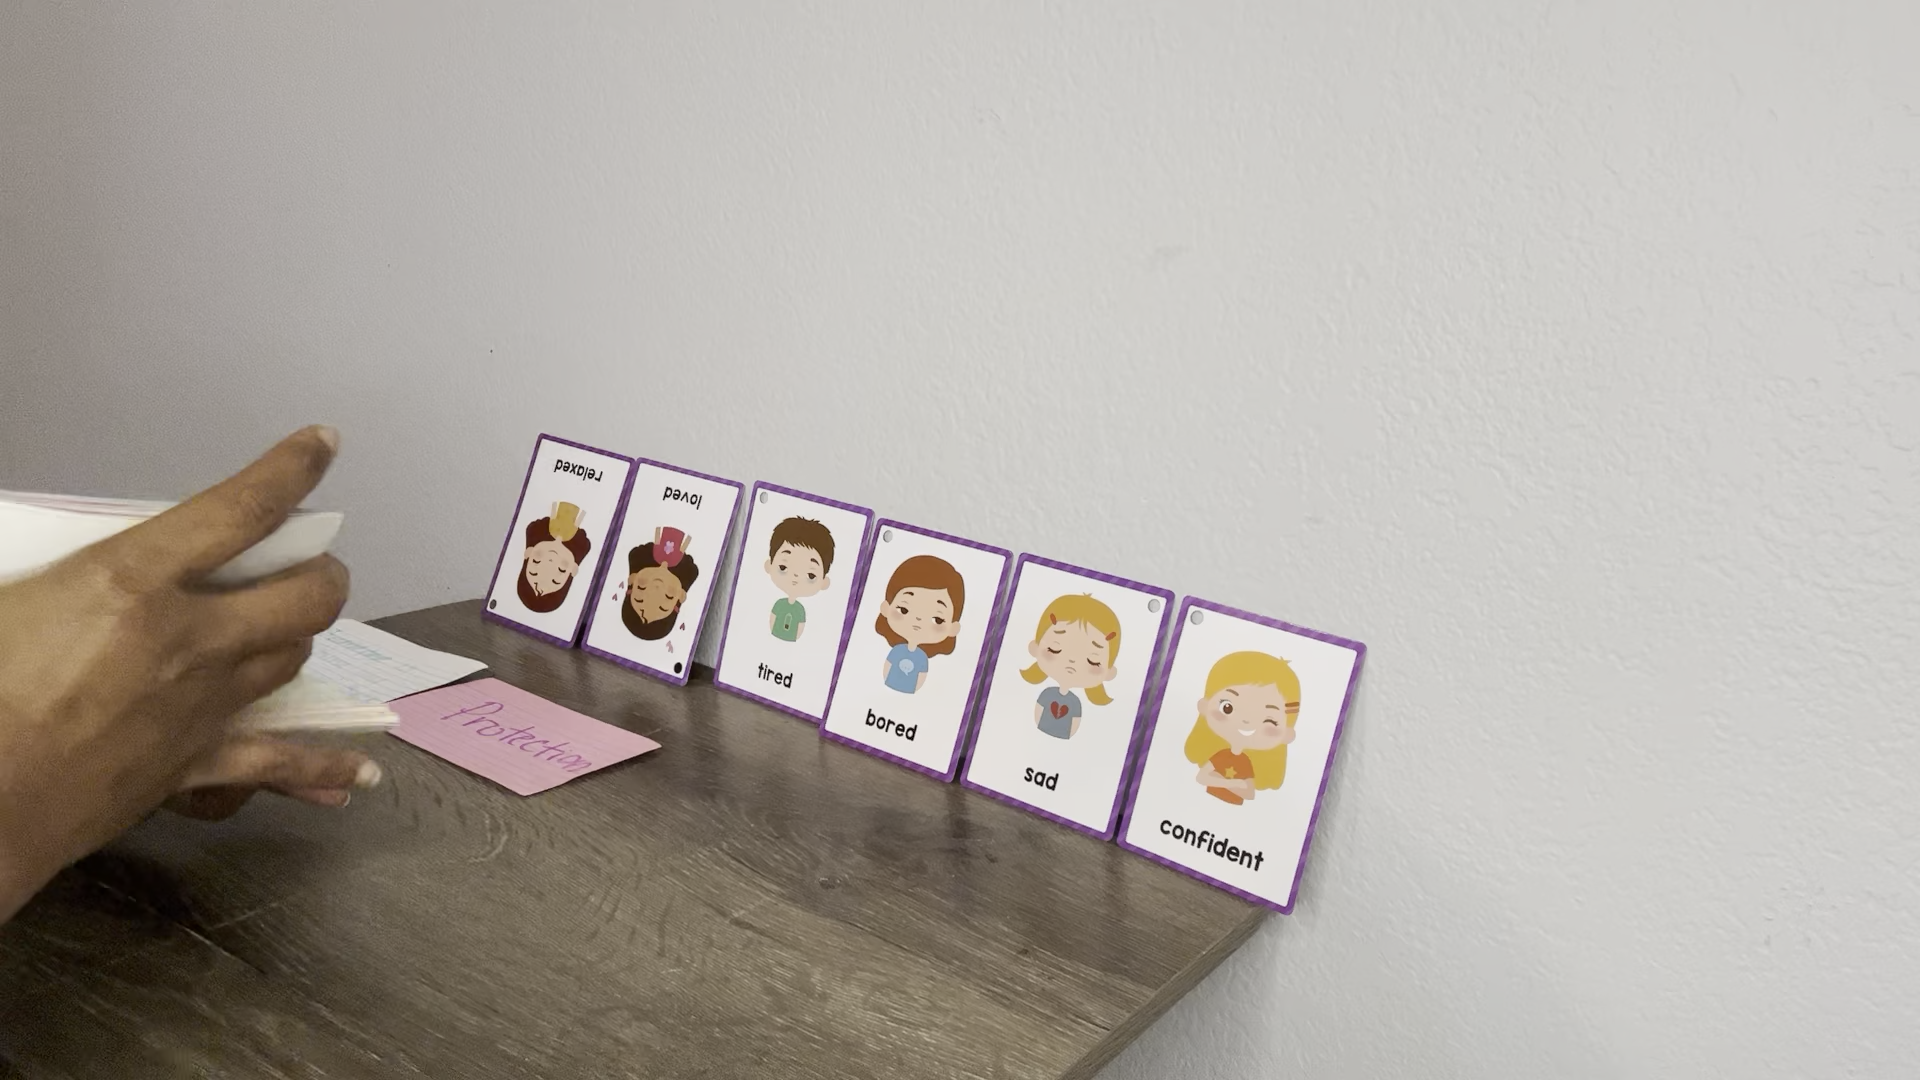 relaxed
loved
tired
bored
sad
confident
Protection